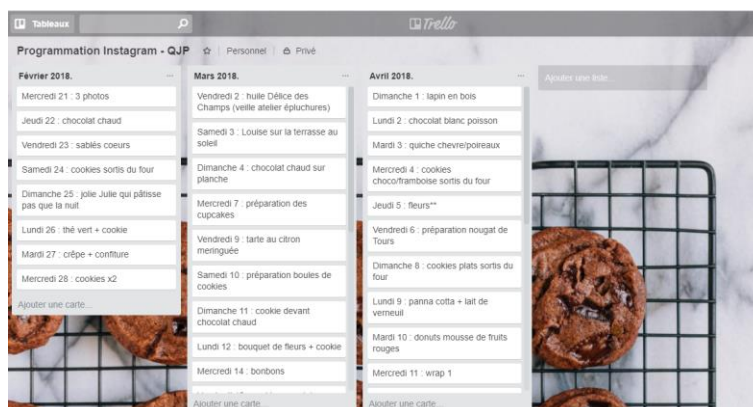 Tableaux
Trello
Programmation Instagram - QJP
Personnel
Privé
Février 2018.
Mercredi 21 : 3 photos
Jeudi 22 : chocolat chaud
Vendredi 23 : sablés coeurs
Samedi 24 : cookies sortis du four
Dimanche 25 : jolie Julie qui pâtisse
pas que la nuit
Lundi 26 : thé vert + cookie
Mardi 27 : crêpe + confiture
Mercredi 28 : cookies x2
Ajouter une carte...
Mars 2018.
Vendredi 2 : huile Délice des
Champs (veille atelier épluchures)
Samedi 3 : Louise sur la terrasse au
soleil
Dimanche 4 : chocolat chaud sur
planche
Mercredi 7 : préparation des
cupcakes
Vendredi 9 : tarte au citron
meringuée
Samedi 10 : préparation boules de
cookies
Dimanche 11 : cookie devant
chocolat chaud
Lundi 12 : bouquet de fleurs + cookie
Mercredi 14 : bonbons
Ajouter une carte...
Avril 2018.
Dimanche 1 : lapin en bois
Lundi 2 : chocolat blanc poisson
Mardi 3 : quiche chevre/poireaux
Mercredi 4 : cookies
choco/framboise sortis du four
Jeudi 5 : fleurs**
Vendredi 6 : préparation nougat de
Tours
Dimanche 8 : cookies plats sortis du
four
Lundi 9 : panna cotta + lait de
verneuil
Mardi 10 : donuts mousse de fruits
rouges
Mercredi 11 : wrap 1
Ajouter une carte...
Ajouter une liste...